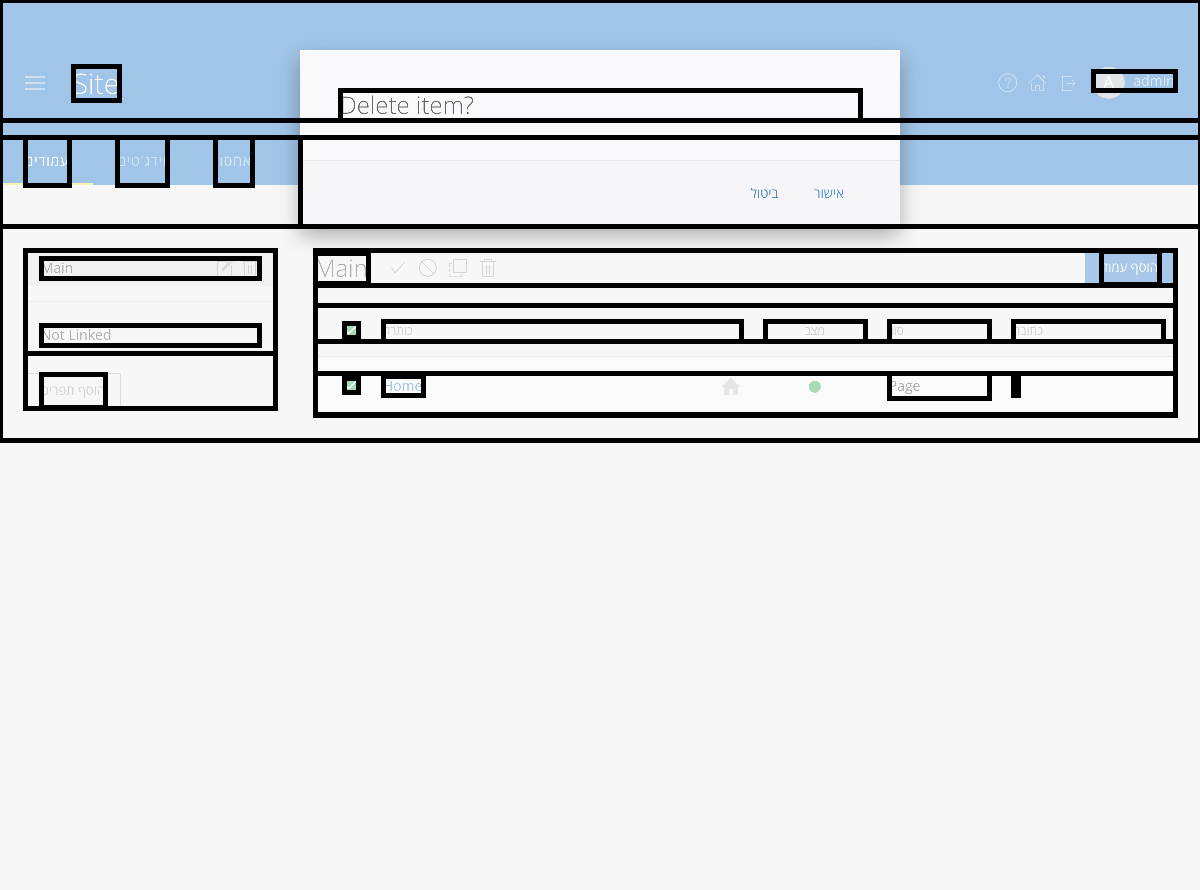 Site
Delete item?
A
admin
עמודים
וידג'טים
אחסון
ביטול
אישור
Main
Main
הוסף עמוד
Not Linked
כותרת
מצב
סוג
כתובת
הוסף תפריט
Home
Page